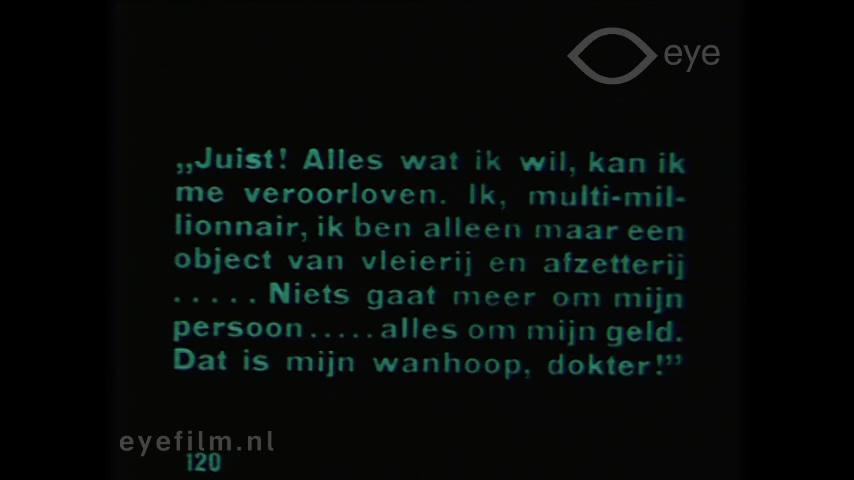 eye
„Juist! Alles wat ik wil, kan ik
me veroorloven. Ik, multi-mil-
lionnair, ik ben alleen maar een
object van vleierij en afzetterij
..... Niets gaat meer om mijn
persoon.....alles om mijn geld.
Dat is mijn wanhoop, dokter!”
eyefilm.nl
120